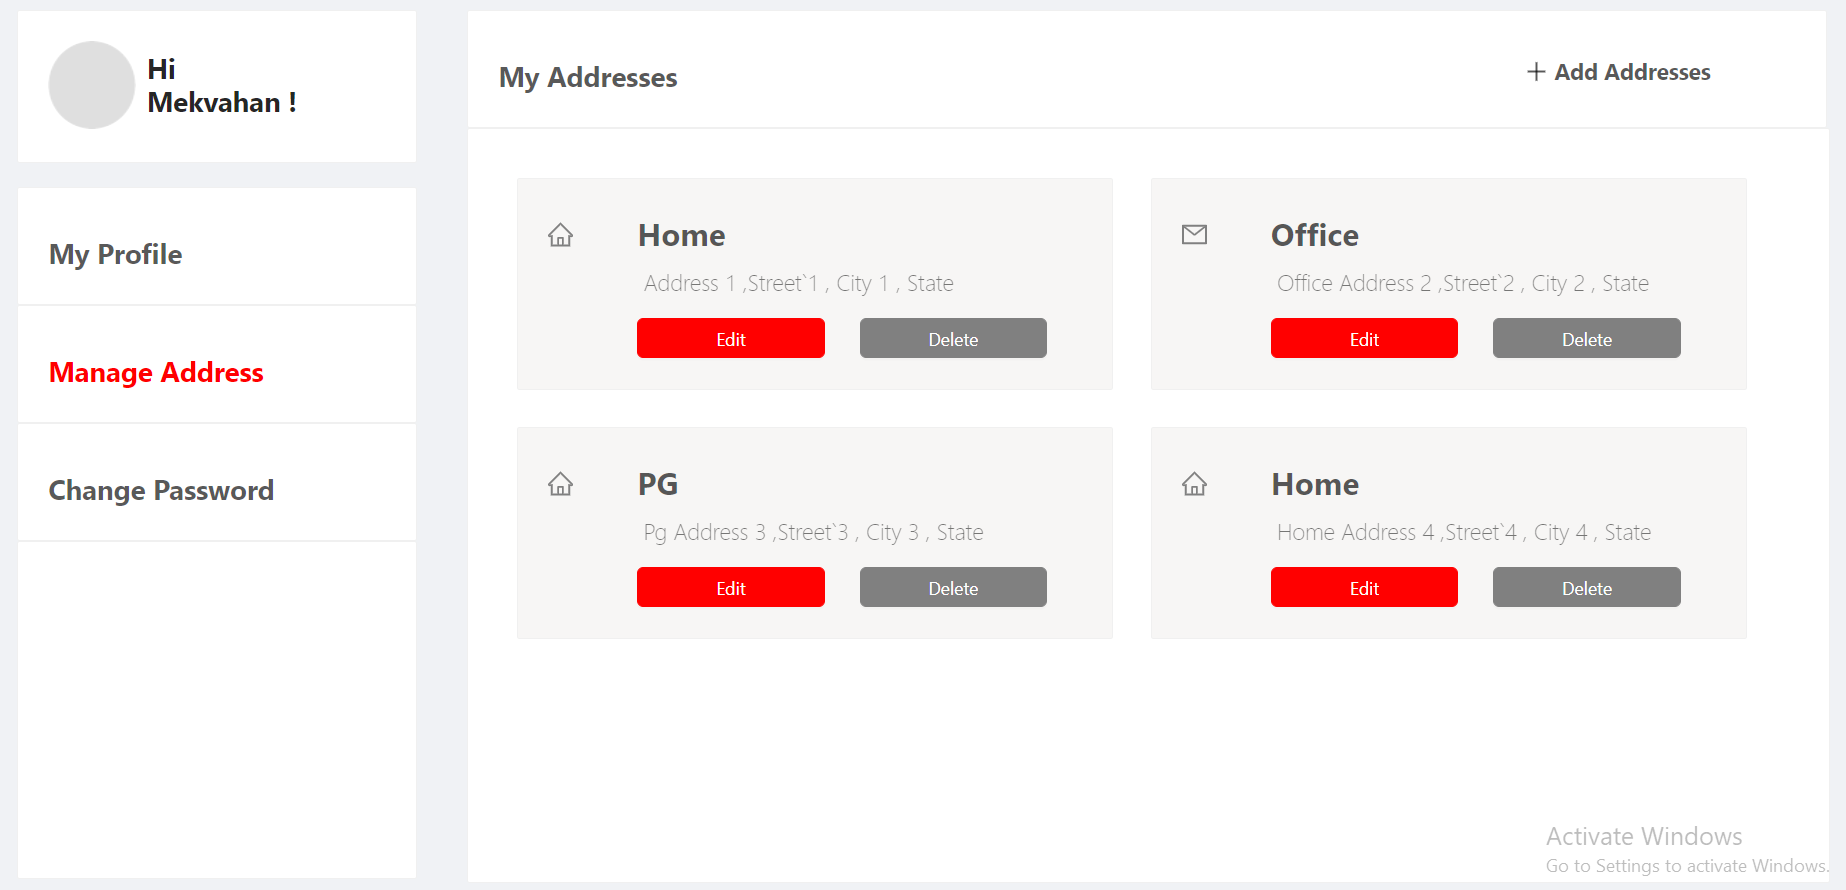 Hi
Mekvahan !
My Profile
Manage Address
Change Password
My Addresses
+ Add Addresses
Home
Address 1 ,Street`1 , City 1 , State
Edit Delete
Office
Office Address 2 ,Street`2 , City 2 , State
Edit Delete
PG
Pg Address 3 ,Street`3 , City 3 , State
Edit Delete
Home
Home Address 4 ,Street`4 , City 4 , State
Edit Delete
Activate Windows
Go to Settings to activate Windows.